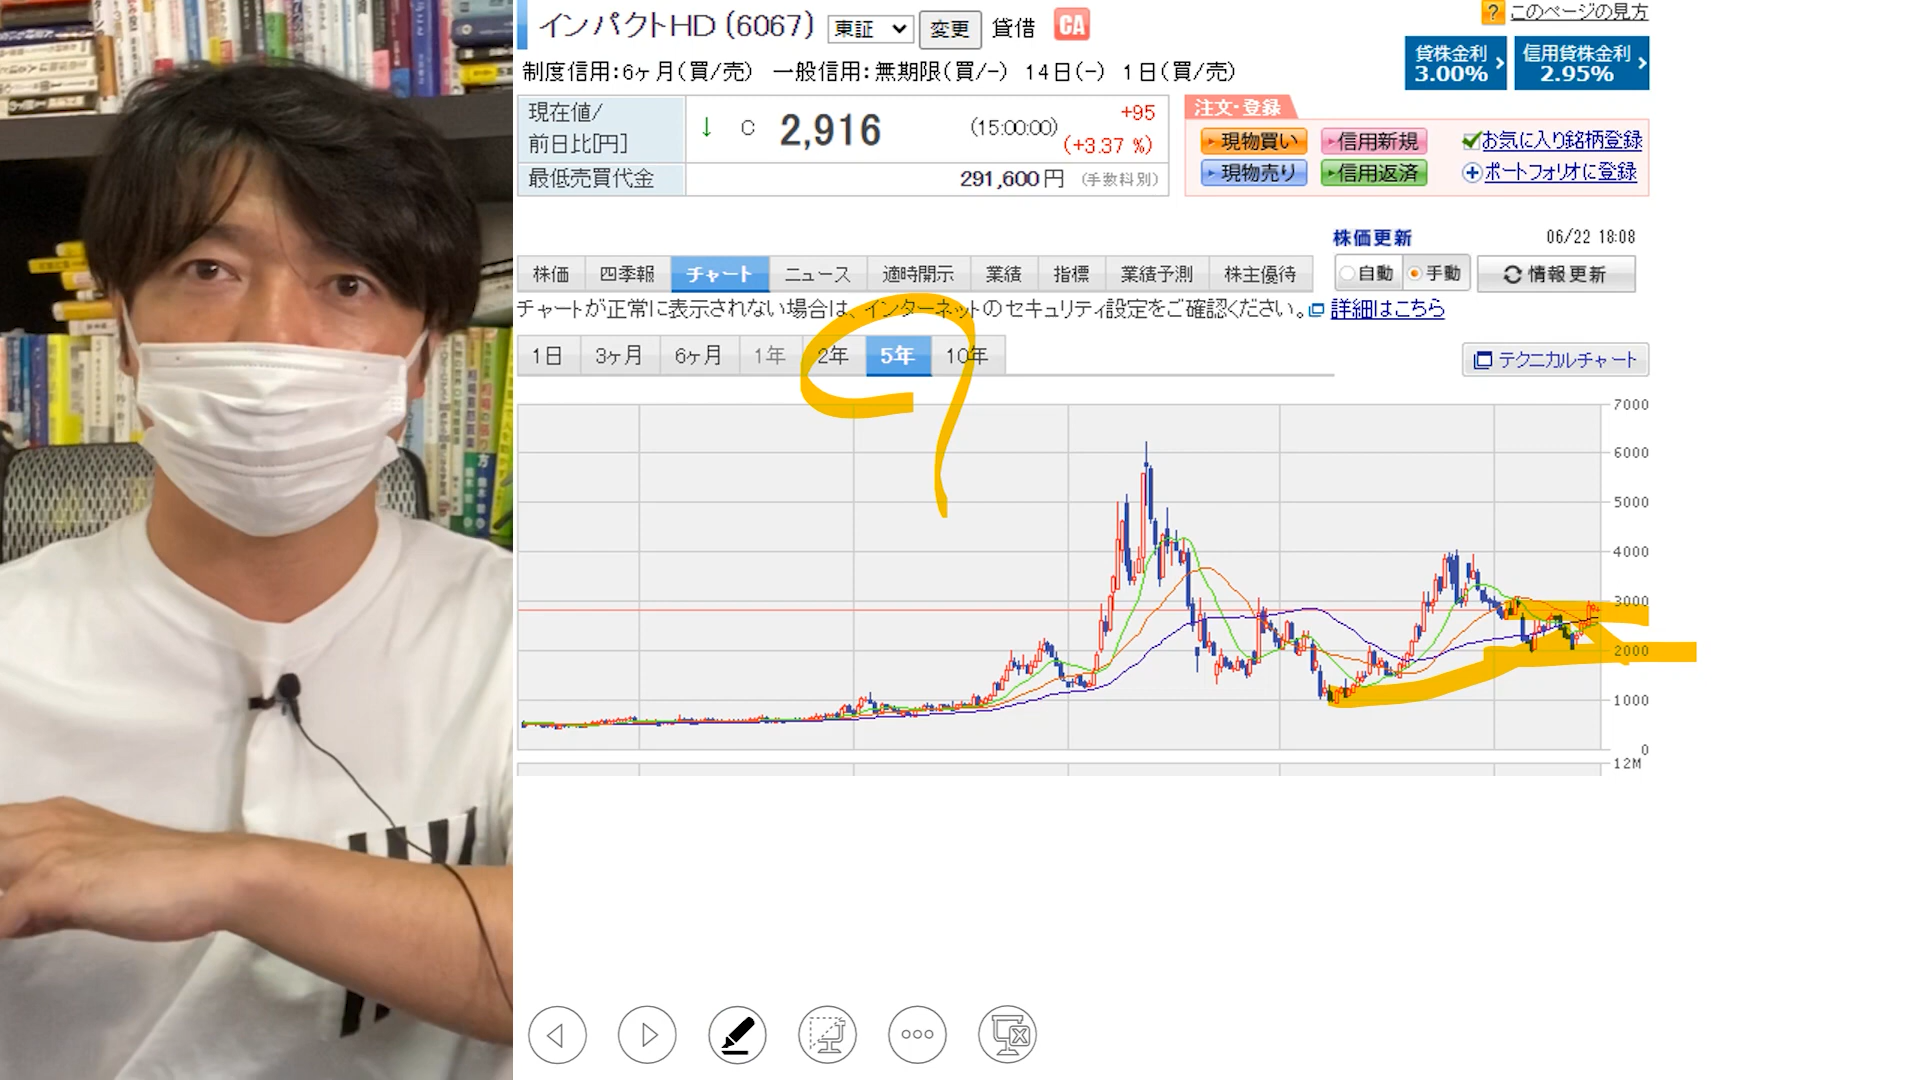 インパクトHD (6067) 東証 変更 貸借 CA
? このページの見方
貸株金利 3.00%
信用貸株金利 2.95%
制度信用:6ヶ月(買/売) 一般信用:無期限(買/-) 14日(-) 1日(買/売)
現在値/
前日比[円]
↓ C 2,916 (15:00:00) +95
(+3.37 %)
最低売買代金 291,600円 (手数料別)
注文・登録
現物買い 信用新規 お気に入り銘柄登録
現物売り 信用返済 ポートフォリオに登録
株価更新 06/22 18:08
自動 手動 情報更新
株価 四季報 チャート ニュース 適時開示 業績 指標 業績予測 株主優待
チャートが正常に表示されない場合は、インターネットのセキュリティ設定をご確認ください。 詳細はこちら
1日 3ヶ月 6ヶ月 1年 2年 5年 10年
テクニカルチャート
7000
6000
5000
4000
3000
2000
1000
0
12M